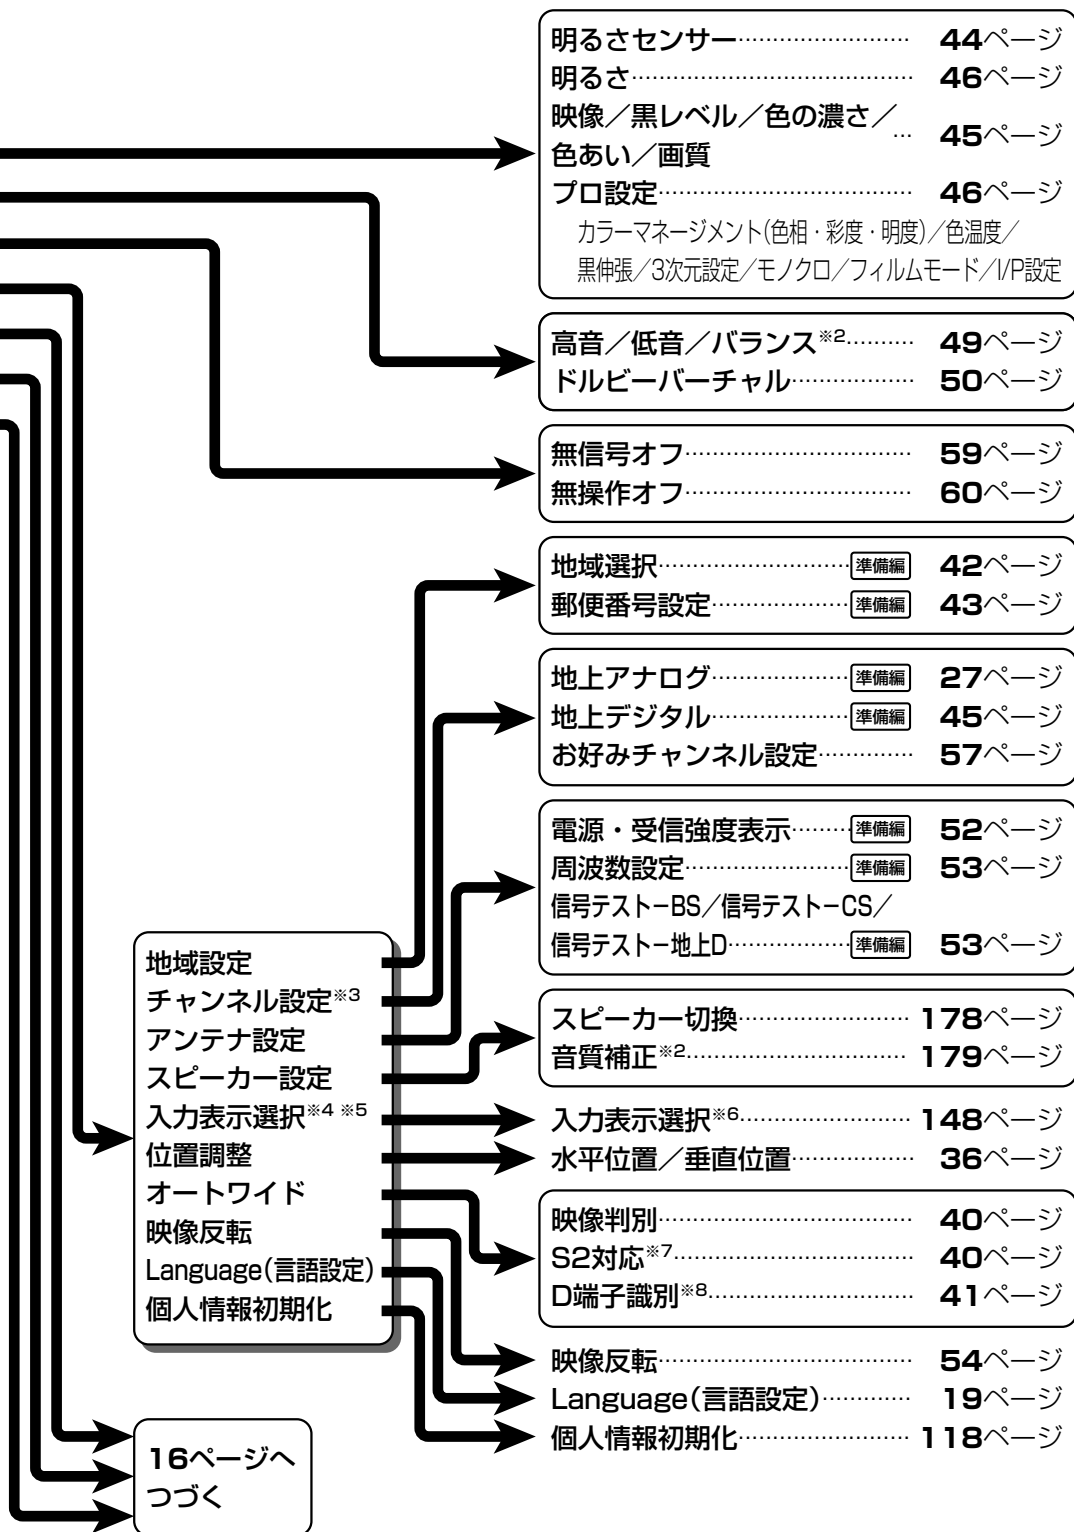 明るさセンサー………………………… 44ページ
明るさ……………………………………… 46ページ
映像／黒レベル／色の濃さ／
色あい／画質 … 45ページ
プロ設定………………………………… 46ページ
カラーマネージメント(色相・彩度・明度)／色温度／
黒伸張／3次元設定／モノクロ／フィルムモード／I/P設定
高音／低音／バランス※2………… 49ページ
ドルビーバーチャル……………… 50ページ
無信号オフ……………………………… 59ページ
無操作オフ……………………………… 60ページ
地域選択…………………………準備編 42ページ
郵便番号設定…………………準備編 43ページ
地上アナログ…………………準備編 27ページ
地上デジタル…………………準備編 45ページ
お好みチャンネル設定…………… 57ページ
電源・受信強度表示………準備編 52ページ
周波数設定……………………準備編 53ページ
信号テストーBS／信号テストーCS／
信号テストー地上D………………準備編 53ページ
地域設定
チャンネル設定※3
アンテナ設定
スピーカー設定
入力表示選択※4 ※5
位置調整
オートワイド
映像反転
Language(言語設定)
個人情報初期化
スピーカー切換……………………… 178ページ
音質補正※2…………………………… 179ページ
入力表示選択※6……………………… 148ページ
水平位置／垂直位置……………… 36ページ
映像判別………………………………… 40ページ
S2対応※7……………………………… 40ページ
D端子識別※8………………………… 41ページ
映像反転………………………………… 54ページ
Language(言語設定)………… 19ページ
個人情報初期化……………………… 118ページ
16ページへ
つづく